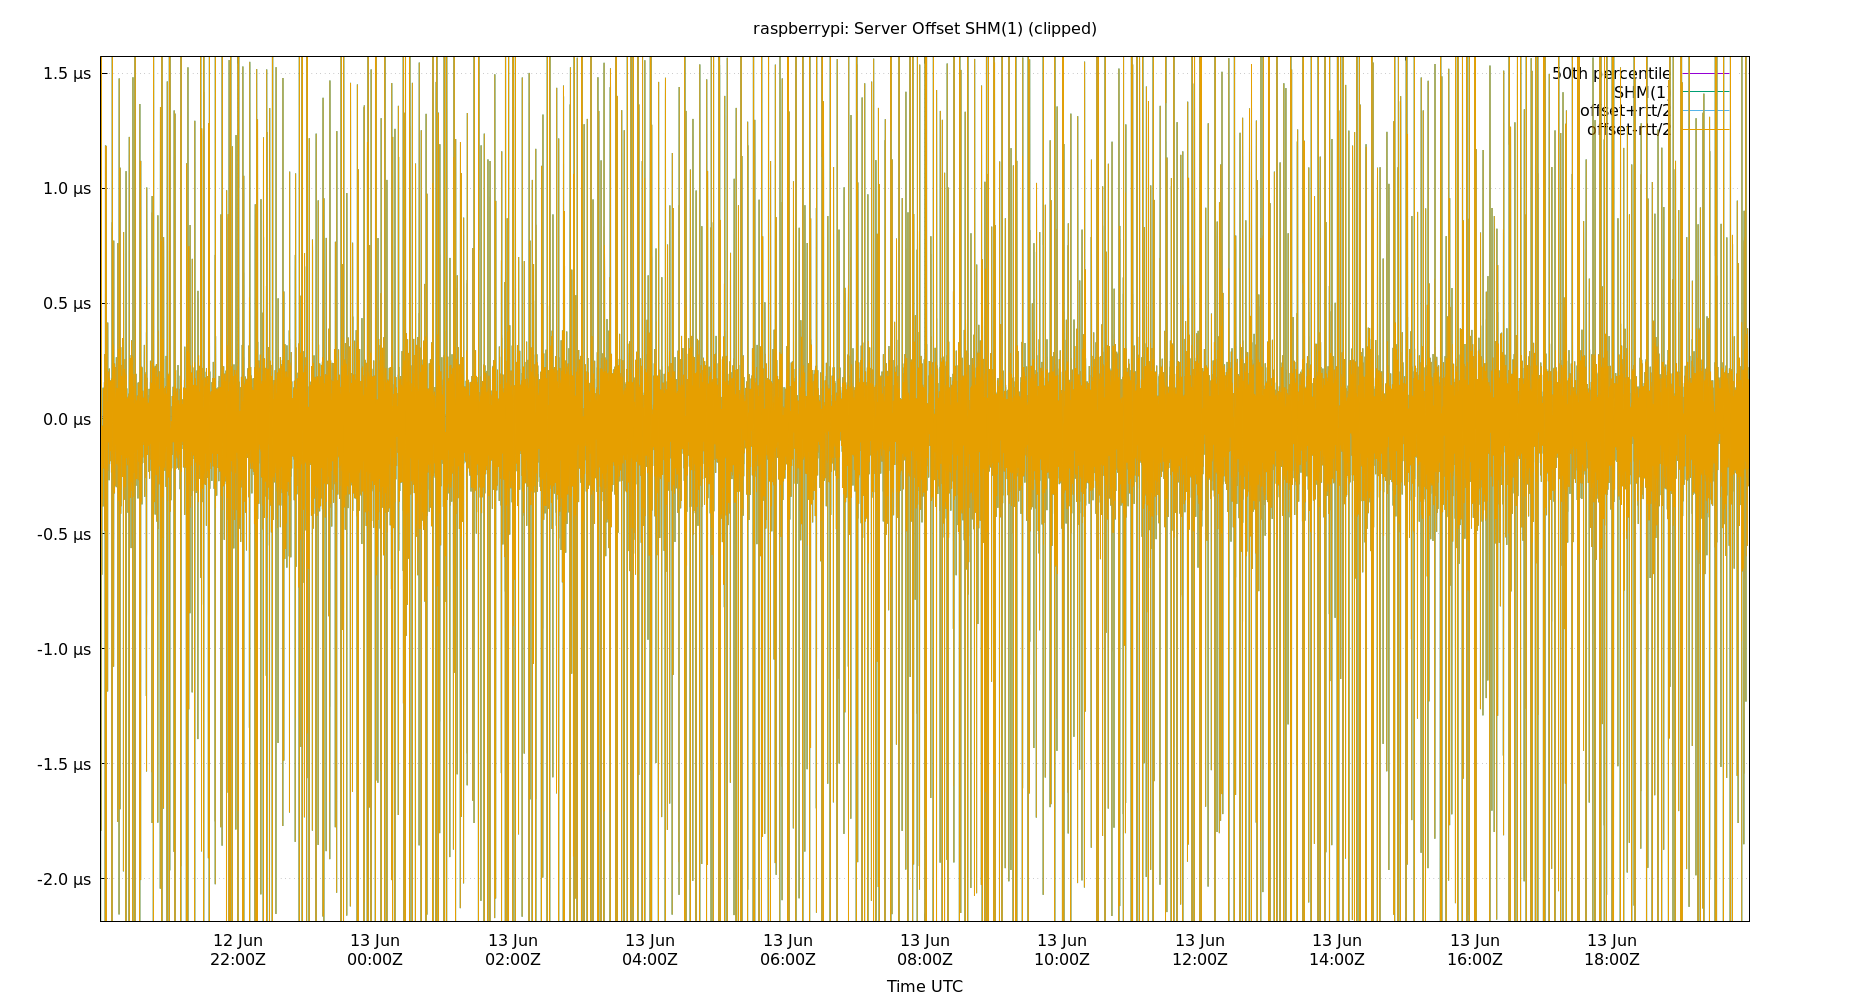 raspberrypi: Server Offset SHM(1) (clipped)
1.5 µs
1.0 µs
0.5 µs
0.0 µs
-0.5 µs
-1.0 µs
-1.5 µs
-2.0 µs
50th percentile
SHM(1)
offset+rtt/2
offset-rtt/2
12 Jun
22:00Z
13 Jun
00:00Z
13 Jun
02:00Z
13 Jun
04:00Z
13 Jun
06:00Z
13 Jun
08:00Z
13 Jun
10:00Z
13 Jun
12:00Z
13 Jun
14:00Z
13 Jun
16:00Z
13 Jun
18:00Z
Time UTC